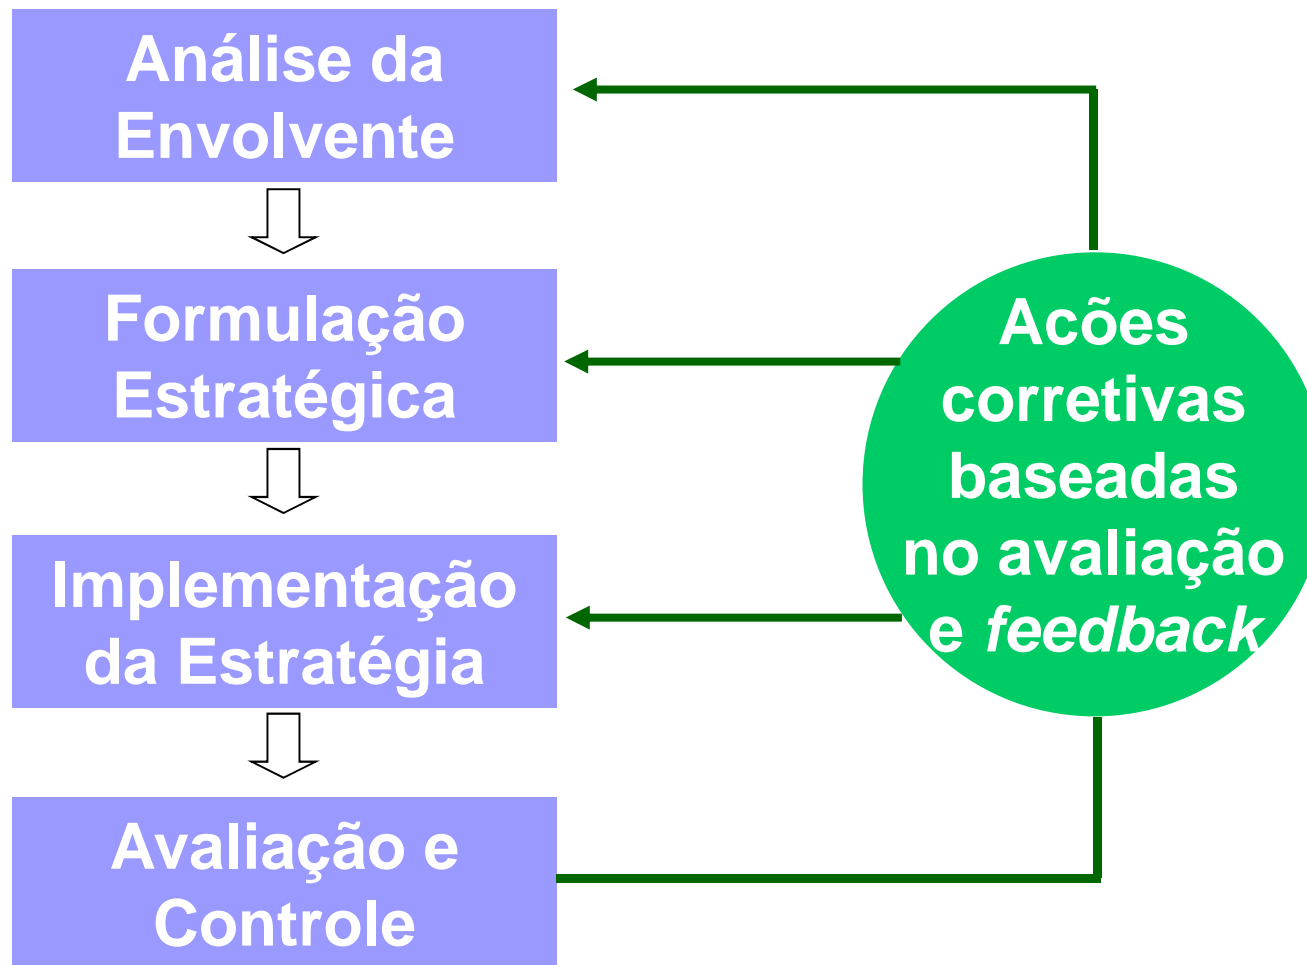 Análise da
Envolvente
Formulação
Estratégica
Implementação
da Estratégia
Avaliação e
Controle
Acões
corretivas
baseadas
no avaliação
e feedback